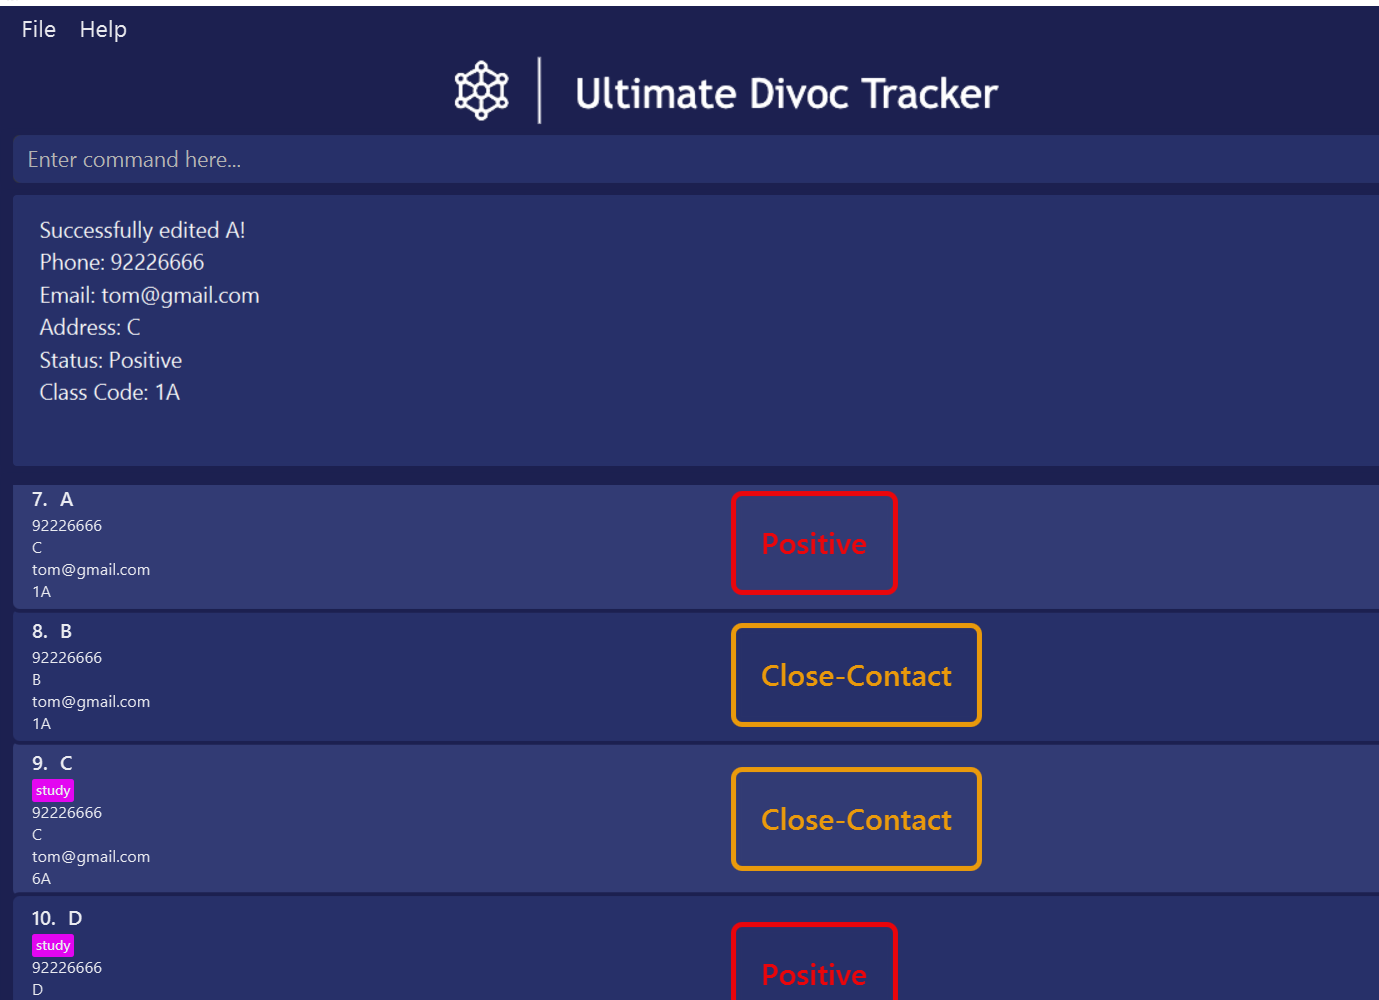 File Help
Ultimate Divoc Tracker
Enter command here...
Successfully edited A!
Phone: 92226666
Email: tom@gmail.com
Address: C
Status: Positive
Class Code: 1A
7. A
92226666
C
tom@gmail.com
1A
Positive
8. B
92226666
B
tom@gmail.com
1A
Close-Contact
9. C
study
92226666
C
tom@gmail.com
6A
Close-Contact
10. D
study
92226666
D
Positive